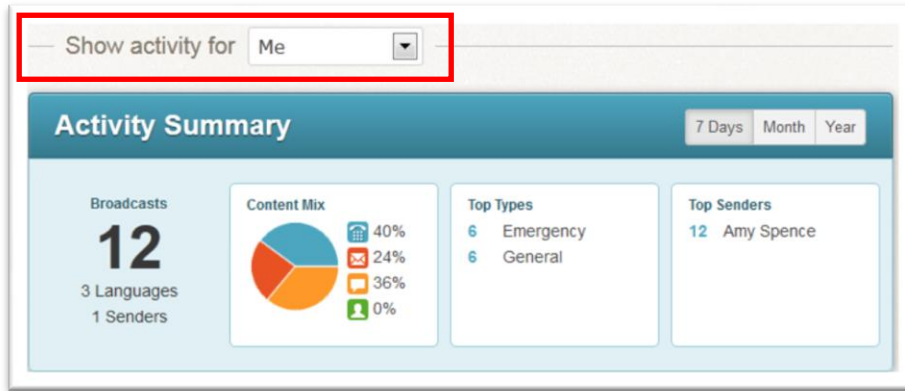 Show activity for Me
Activity Summary
7 Days Month Year
Broadcasts
12
3 Languages
1 Senders
Content Mix
40%
24%
36%
0%
Top Types
6 Emergency
6 General
Top Senders
12 Amy Spence